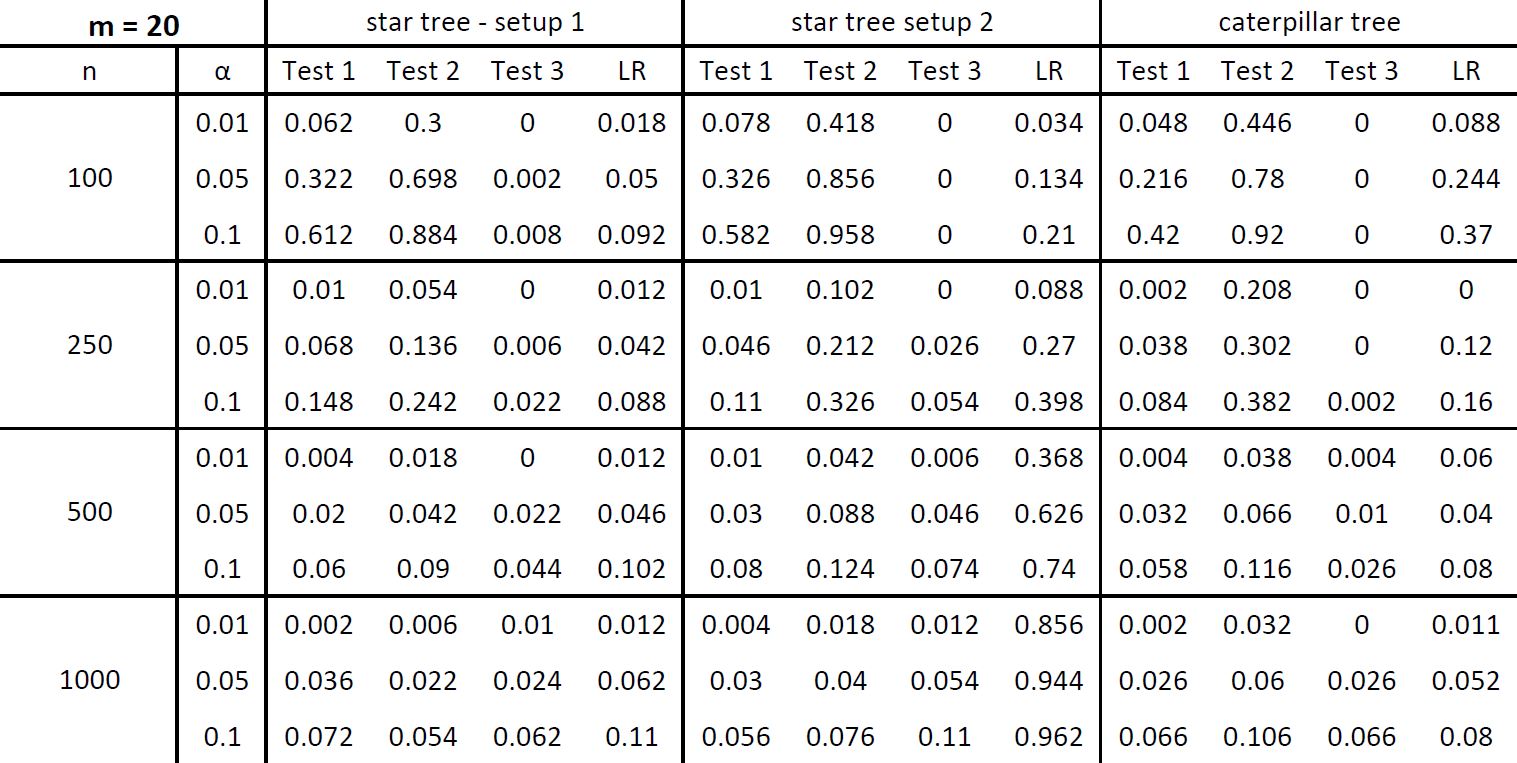 m = 20 star tree - setup 1 star tree setup 2 caterpillar tree
n α Test 1 Test 2 Test 3 LR Test 1 Test 2 Test 3 LR Test 1 Test 2 Test 3 LR
0.01 0.062 0.3 0 0.018 0.078 0.418 0 0.034 0.048 0.446 0 0.088
100 0.05 0.322 0.698 0.002 0.05 0.326 0.856 0 0.134 0.216 0.78 0 0.244
0.1 0.612 0.884 0.008 0.092 0.582 0.958 0 0.21 0.42 0.92 0 0.37
0.01 0.01 0.054 0 0.012 0.01 0.102 0 0.088 0.002 0.208 0 0
250 0.05 0.068 0.136 0.006 0.042 0.046 0.212 0.026 0.27 0.038 0.302 0 0.12
0.1 0.148 0.242 0.022 0.088 0.11 0.326 0.054 0.398 0.084 0.382 0.002 0.16
0.01 0.004 0.018 0 0.012 0.01 0.042 0.006 0.368 0.004 0.038 0.004 0.06
500 0.05 0.02 0.042 0.022 0.046 0.03 0.088 0.046 0.626 0.032 0.066 0.01 0.04
0.1 0.06 0.09 0.044 0.102 0.08 0.124 0.074 0.74 0.058 0.116 0.026 0.08
0.01 0.002 0.006 0.01 0.012 0.004 0.018 0.012 0.856 0.002 0.032 0 0.011
1000 0.05 0.036 0.022 0.024 0.062 0.03 0.04 0.054 0.944 0.026 0.06 0.026 0.052
0.1 0.072 0.054 0.062 0.11 0.056 0.076 0.11 0.962 0.066 0.106 0.066 0.08